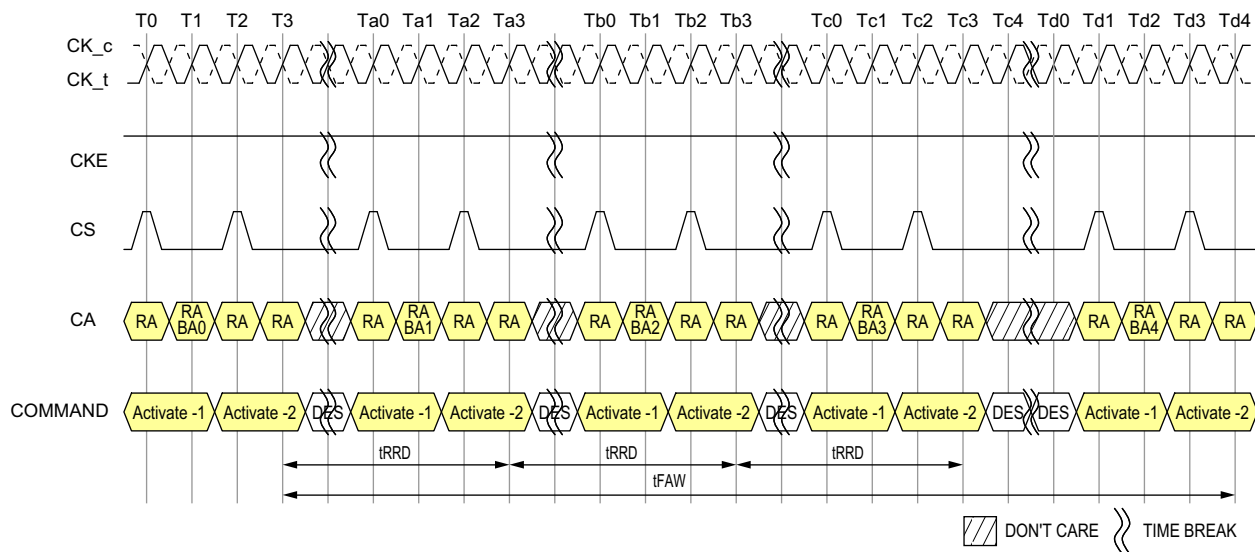 T0 T1 T2 T3 Ta0 Ta1 Ta2 Ta3 Tb0 Tb1 Tb2 Tb3 Tc0 Tc1 Tc2 Tc3 Tc4 Td0 Td1 Td2 Td3 Td4
CK_c
CK_t
CKE
CS
CA RA RA BA0 RA RA RA RA BA1 RA RA RA RA BA2 RA RA RA RA BA3 RA RA RA RA BA4 RA RA
COMMAND Activate -1 Activate -2 DES Activate -1 Activate -2 DES Activate -1 Activate -2 DES Activate -1 Activate -2 DES DES Activate -1 Activate -2
tRRD tRRD tRRD
tFAW
DON'T CARE TIME BREAK